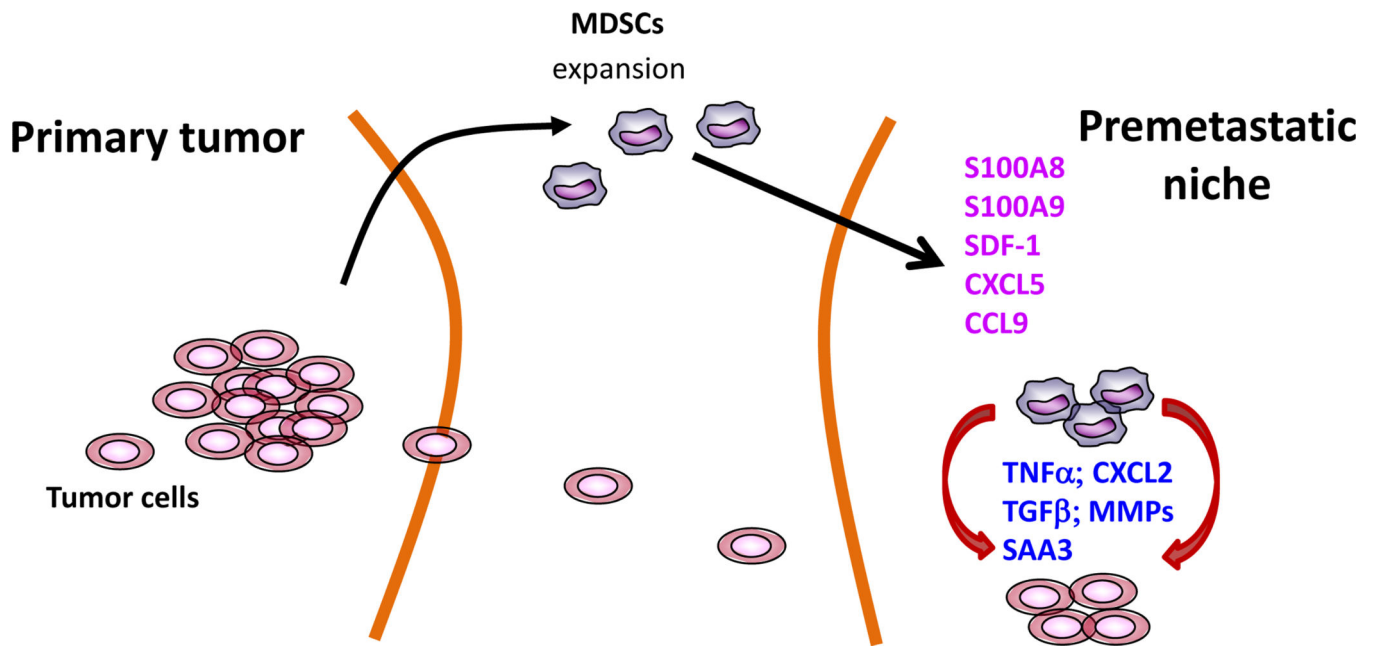 MDSCs
expansion
Primary tumor
Premetastatic
niche
S100A8
S100A9
SDF-1
CXCL5
CCL9
Tumor cells
TNFα; CXCL2
TGFβ; MMPs
SAA3